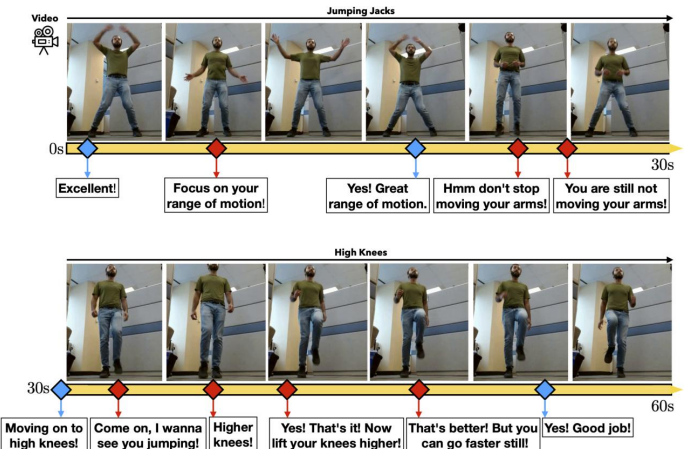 Video
Jumping Jacks
0s
30s
Excellent!
Focus on your
range of motion!
Yes! Great
range of motion.
Hmm don't stop
moving your arms!
You are still not
moving your arms!
High Knees
30s
60s
Moving on to
high knees!
Come on, I wanna
see you jumping!
Higher
knees!
Yes! That's it! Now
lift your knees higher!
That's better! But you
can go faster still!
Yes! Good job!